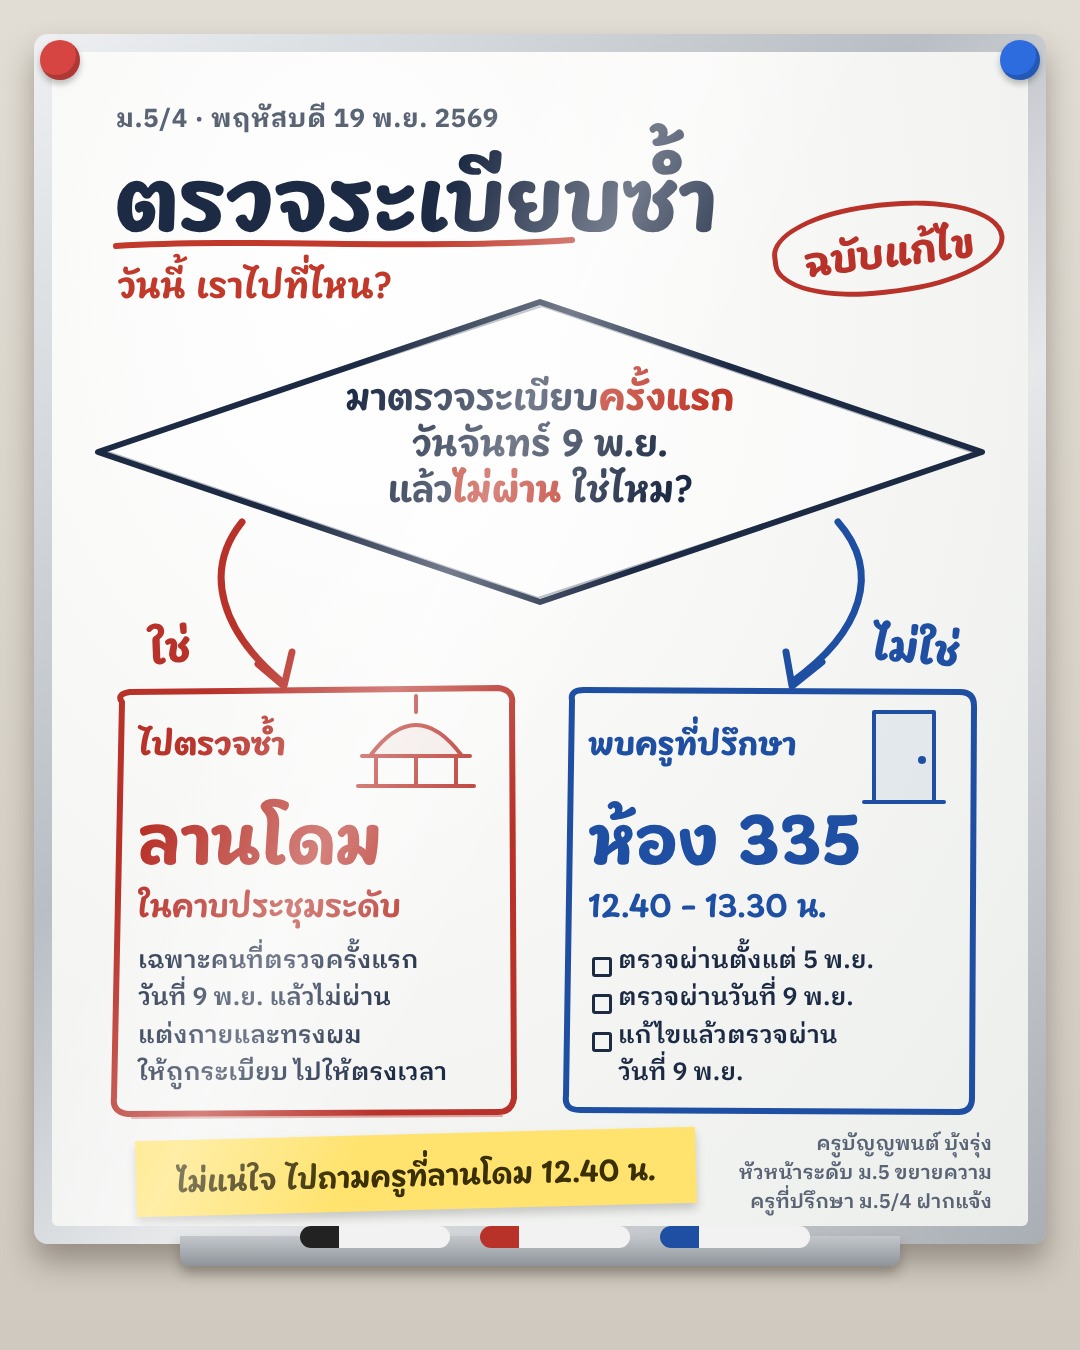 ม.5/4 · พฤหัสบดี 19 พ.ย. 2569
ตรวจระเบียบซ้ำ
ฉบับแก้ไข
วันนี้ เราไปที่ไหน?
มาตรวจระเบียบครั้งแรก
วันจันทร์ 9 พ.ย.
แล้วไม่ผ่าน ใช่ไหม?
ใช่
ไม่ใช่
ไปตรวจซ้ำ
ลานโดม
ในคาบประชุมระดับ
เฉพาะคนที่ตรวจครั้งแรก
วันที่ 9 พ.ย. แล้วไม่ผ่าน
แต่งกายและทรงผม
ให้ถูกระเบียบ ไปให้ตรงเวลา
พบครูที่ปรึกษา
ห้อง 335
12.40 – 13.30 น.
ตรวจผ่านตั้งแต่ 5 พ.ย.
ตรวจผ่านวันที่ 9 พ.ย.
แก้ไขแล้วตรวจผ่าน
วันที่ 9 พ.ย.
ไม่แน่ใจ ไปถามครูที่ลานโดม 12.40 น.
ครูบัญญพนต์ บุ้งรุ่ง
หัวหน้าระดับ ม.5 ขยายความ
ครูที่ปรึกษา ม.5/4 ฝากแจ้ง